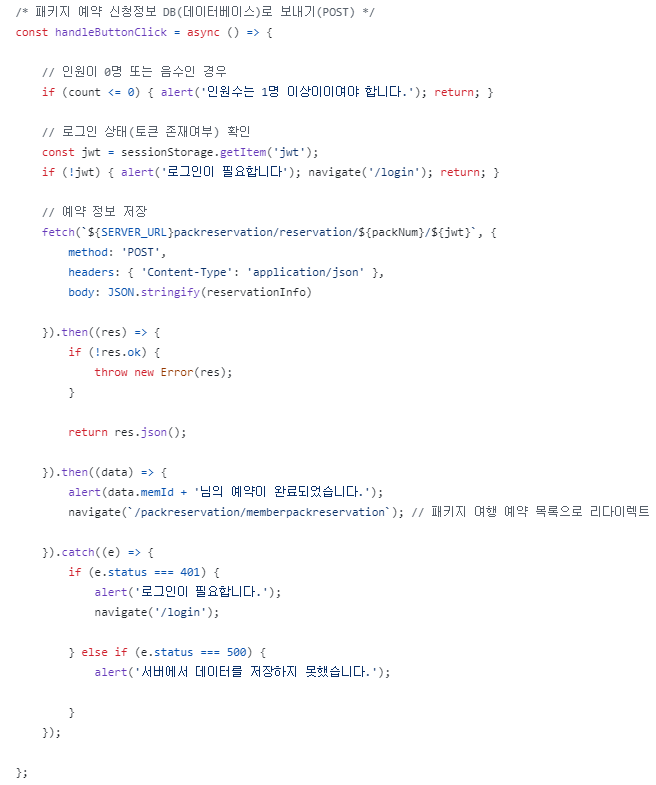 /* 패키지 예약 신청정보 DB(데이터베이스)로 보내기(POST) */
const handleButtonClick = async () => {
// 인원이 0명 또는 음수인 경우
if (count <= 0) { alert('인원수는 1명 이상이이여야 합니다.'); return; }
// 로그인 상태(토큰 존재여부) 확인
const jwt = sessionStorage.getItem('jwt');
if (!jwt) { alert('로그인이 필요합니다'); navigate('/login'); return; }
// 예약 정보 저장
fetch(`${SERVER_URL}packreservation/reservation/${packNum}/${jwt}`, {
method: 'POST',
headers: { 'Content-Type': 'application/json' },
body: JSON.stringify(reservationInfo)
}).then((res) => {
if (!res.ok) {
throw new Error(res);
}
return res.json();
}).then((data) => {
alert(data.memId + '님의 예약이 완료되었습니다.');
navigate(`/packreservation/memberpackreservation`); // 패키지 여행 예약 목록으로 리다이렉트
}).catch((e) => {
if (e.status === 401) {
alert('로그인이 필요합니다.');
navigate('/login');
} else if (e.status === 500) {
alert('서버에서 데이터를 저장하지 못했습니다.');
}
});
};